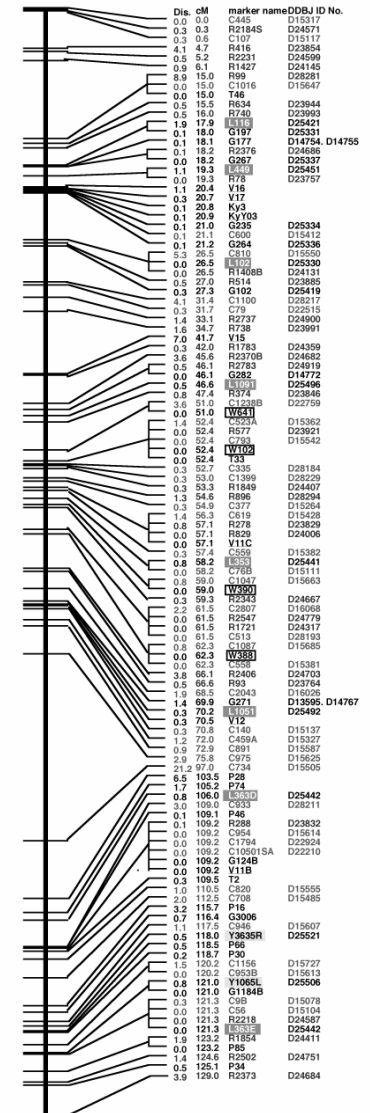 Dis. cM marker name DDBJ ID No.
0.0 0.0 C445 D15317
0.3 0.3 R2184S D24571
0.3 0.6 C107 D15117
4.1 4.7 R416 D23854
0.5 5.2 R2231 D24599
0.9 6.1 R1427 D24145
8.9 15.0 R99 D28281
0.0 15.0 C1016 D15647
0.0 15.0 T46
0.5 15.5 R634 D23944
0.5 16.0 R740 D23993
1.9 17.9 L116 D25421
0.1 18.0 G197 D25331
0.1 18.1 G177 D14754. D14755
0.1 18.2 R2376 D24686
0.0 18.2 G267 D25337
1.1 19.3 L449 D25451
0.0 19.3 R78 D23757
1.1 20.4 V16
0.3 20.7 V17
0.1 20.8 Ky3
0.1 20.9 KyY03
0.1 21.0 G235 D25334
0.1 21.1 C600 D15412
0.1 21.2 G264 D25336
5.3 26.5 C810 D15550
0.0 26.5 L102 D25330
0.0 26.5 R1408B D24131
0.5 27.0 R514 D23885
0.3 27.3 G102 D25419
4.1 31.4 C1100 D28217
0.3 31.7 C79 D22515
1.4 33.1 R2737 D24900
1.6 34.7 R738 D23991
7.0 41.7 V15
0.3 42.0 R1783 D24359
3.6 45.6 R2370B D24682
0.5 46.1 R2783 D24919
0.0 46.1 G282 D14772
0.5 46.6 L1091 D25496
0.8 47.4 R374 D23846
3.6 51.0 C1238B D22759
0.0 51.0 W641
1.4 52.4 C523A D15362
0.0 52.4 R577 D23921
0.0 52.4 C793 D15542
0.0 52.4 W102
0.0 52.4 T33
0.3 52.7 C335 D28184
0.3 53.0 C1399 D28229
0.3 53.3 R1849 D24407
1.3 54.6 R896 D28294
0.3 54.9 C377 D15264
1.4 56.3 C619 D15428
0.8 57.1 R278 D23829
0.0 57.1 R829 D24006
0.0 57.1 V11C
0.3 57.4 C559 D15382
0.8 58.2 L353 D25441
0.0 58.2 C76B D15111
0.8 59.0 C1047 D15663
0.0 59.0 W390
0.3 59.3 R2343 D24667
2.2 61.5 C2807 D16068
0.0 61.5 R2547 D24779
0.0 61.5 R1721 D24317
0.0 61.5 C513 D28193
0.8 62.3 C1087 D15685
0.0 62.3 W388
0.0 62.3 C558 D15381
3.8 66.1 R2406 D24703
0.5 66.6 R93 D23764
1.9 68.5 C2043 D16026
1.4 69.9 G271 D13595. D14767
0.3 70.2 L1051 D25492
0.3 70.5 V12
0.3 70.8 C140 D15137
1.2 72.0 C459A D15327
0.9 72.9 C891 D15587
2.9 75.8 C975 D15625
21.2 97.0 C734 D15505
6.5 103.5 P28
1.7 105.2 P74
0.8 106.0 L363D D25442
3.0 109.0 C933 D28211
0.1 109.1 P46
0.1 109.2 R288 D23832
0.0 109.2 C954 D15614
0.0 109.2 C1794 D22924
0.0 109.2 C10501SA D22210
0.0 109.2 G124B
0.0 109.2 V11B
0.3 109.5 T2
1.0 110.5 C820 D15555
2.0 112.5 C708 D15485
3.2 115.7 P16
0.7 116.4 G3006
1.1 117.5 C946 D15607
0.5 118.0 Y3635R D25521
0.5 118.5 P66
0.2 118.7 P30
1.5 120.2 C1156 D15727
0.0 120.2 C953B D15613
0.8 121.0 Y1065L D25506
0.0 121.0 G1184B
0.3 121.3 C9B D15078
0.0 121.3 C56 D15104
0.0 121.3 R2218 D24587
0.0 121.3 L363E D25442
1.9 123.2 R1854 D24411
0.0 123.2 P85
1.4 124.6 R2502 D24751
0.5 125.1 P34
3.9 129.0 R2373 D24684